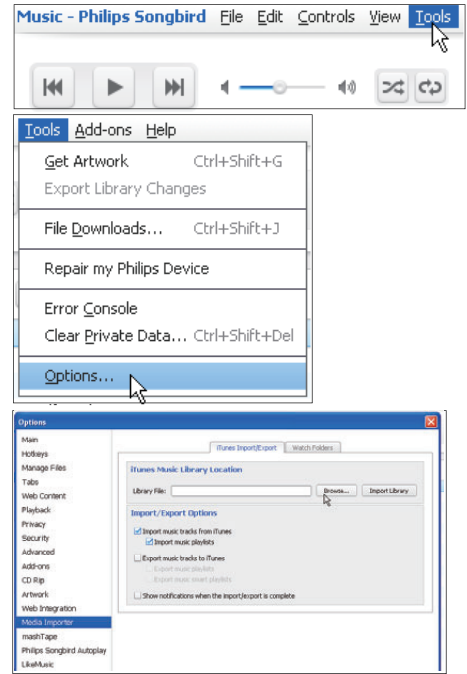 Music - Philips Songbird File Edit Controls View Tools
Tools Add-ons Help
Get Artwork Ctrl+Shift+G
Export Library Changes
File Downloads... Ctrl+Shift+J
Repair my Philips Device
Error Console
Clear Private Data... Ctrl+Shift+Del
Options...
Options
Main
Hotkeys
Manage Files
Tabs
Web Content
Playback
Privacy
Security
Advanced
Add-ons
CD Rip
Artwork
Web Integration
Media Importer
mashTape
Philips Songbird Autoplay
LikeMusic
iTunes Import/Export Watch Folders
iTunes Music Library Location
Library File: Browse... Import Library
Import/Export Options
Import music tracks from iTunes
Import music playlists
Export music tracks to iTunes
Export music playlists
Export music smart playlists
Show notifications when the import/export is complete